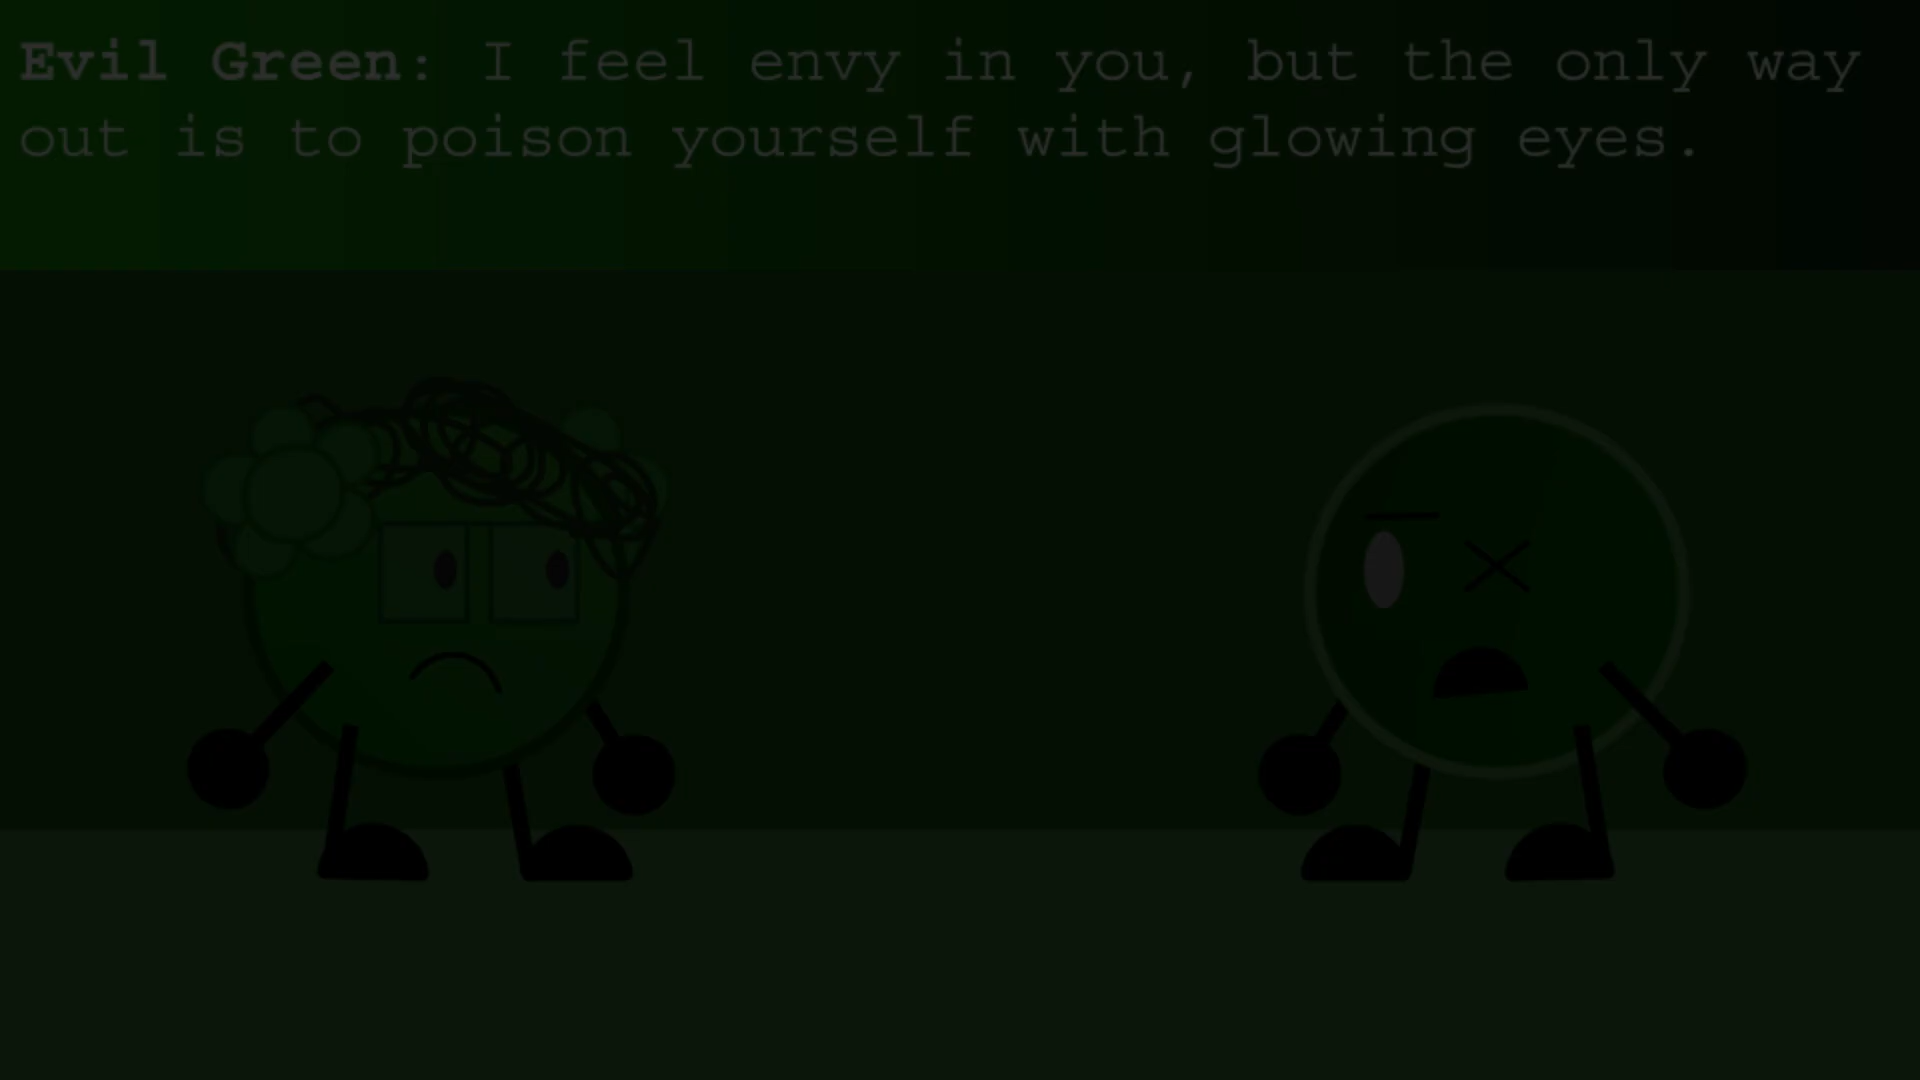 Evil Green: I feel envy in you, but the only way
out is to poison yourself with glowing eyes.